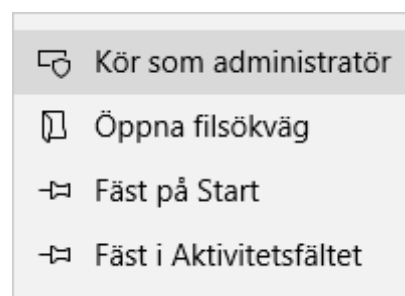 Kör som administratör
Öppna filsökväg
Fäst på Start
Fäst i Aktivitetsfältet